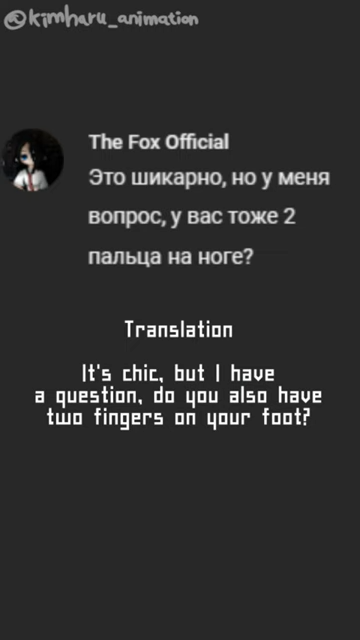 @kimharu_animation
The Fox Official
Это шикарно, но у меня
вопрос, у вас тоже 2
пальца на ноге?
Translation
It's chic, but I have
a question, do you also have
two fingers on your foot?